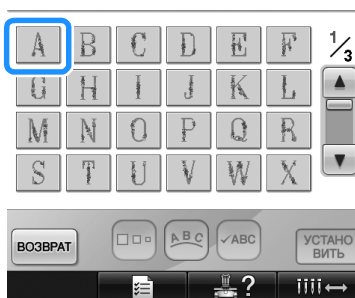 A B C D E F
1/3
G H I J K L
M N O P Q R
S T U V W X
ВОЗВРАТ
ABC
✓ABC
УСТАНО
ВИТЬ
?